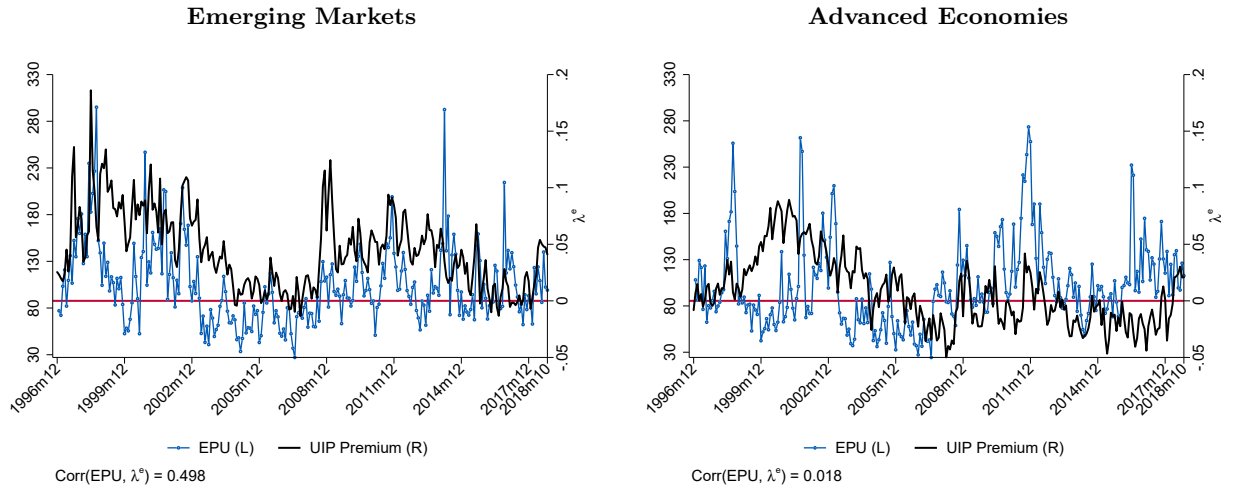 Emerging Markets
330
280
230
180
130
80
30
.2
.15
.1
.05
0
-.05
λᵉ
1996m12
1999m12
2002m12
2005m12
2008m12
2011m12
2014m12
2017m12
2018m10
EPU (L)
UIP Premium (R)
Corr(EPU, λᵉ) = 0.498
Advanced Economies
330
280
230
180
130
80
30
.2
.15
.1
.05
0
-.05
λᵉ
1996m12
1999m12
2002m12
2005m12
2008m12
2011m12
2014m12
2017m12
2018m10
EPU (L)
UIP Premium (R)
Corr(EPU, λᵉ) = 0.018